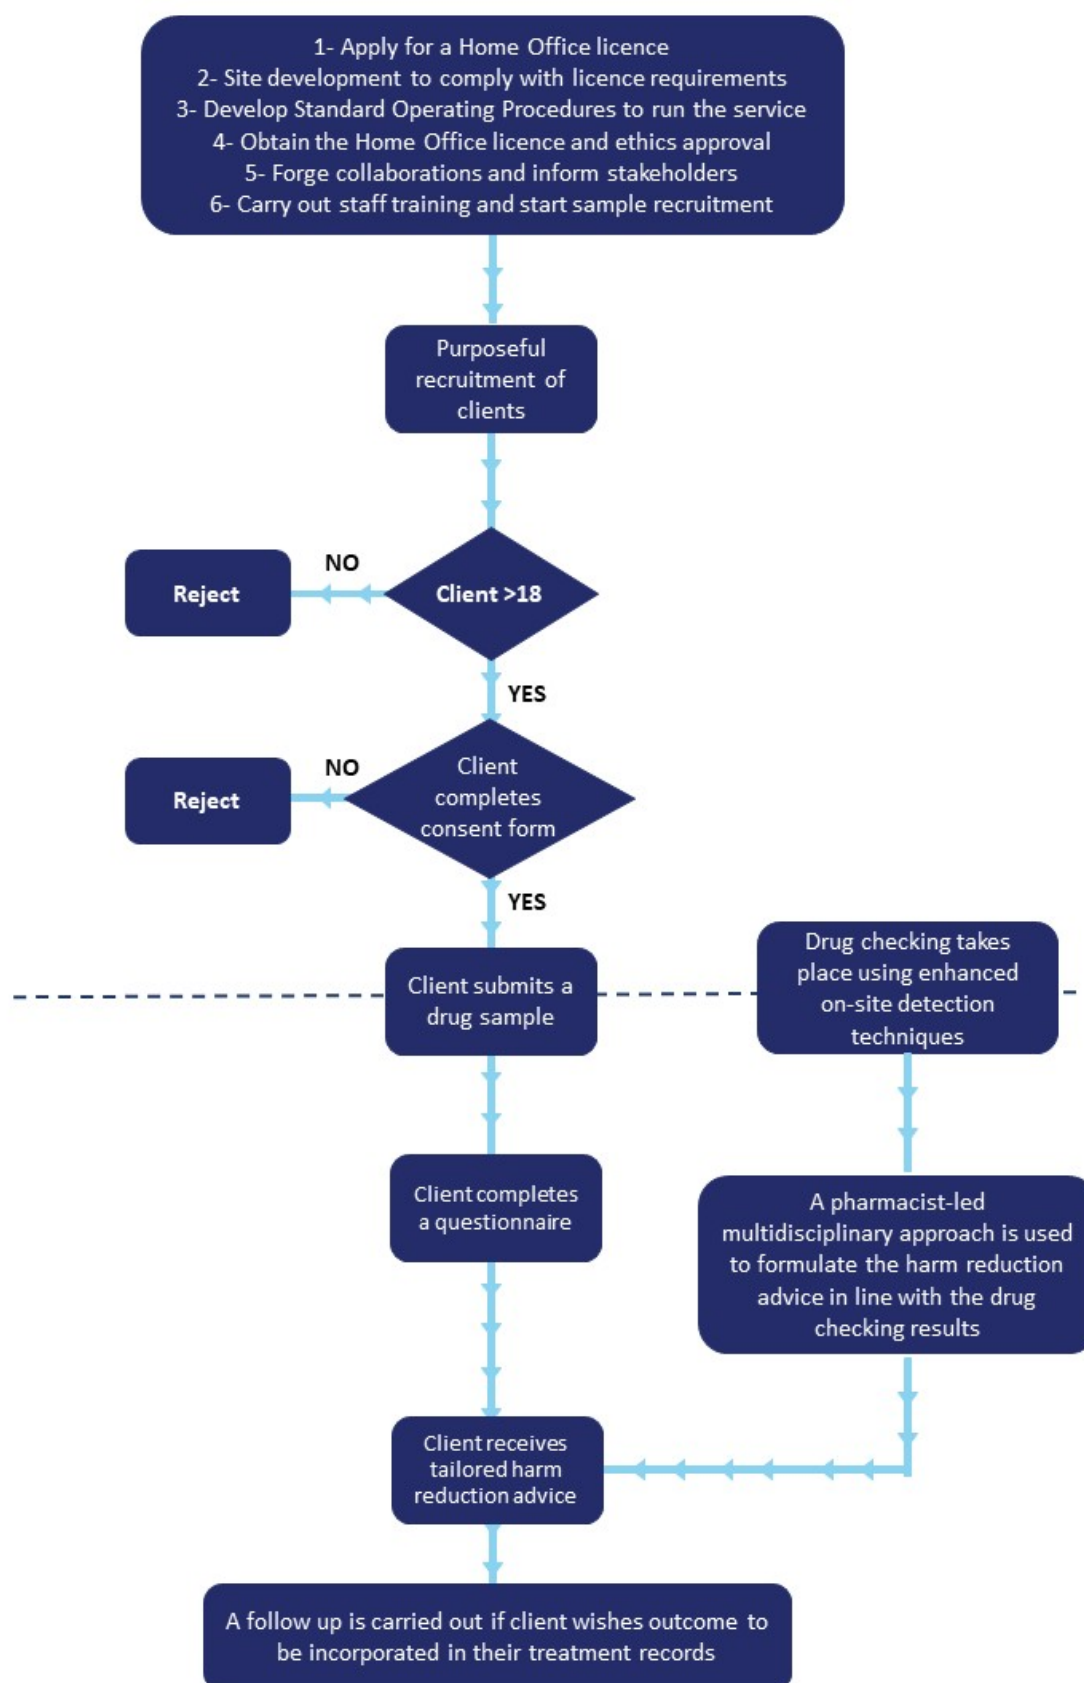 1- Apply for a Home Office licence
2- Site development to comply with licence requirements
3- Develop Standard Operating Procedures to run the service
4- Obtain the Home Office licence and ethics approval
5- Forge collaborations and inform stakeholders
6- Carry out staff training and start sample recruitment
Purposeful
recruitment of
clients
Client >18
NO
Reject
YES
Client
completes
consent form
NO
Reject
YES
Client submits a
drug sample
Drug checking takes
place using enhanced
on-site detection
techniques
Client completes
a questionnaire
A pharmacist-led
multidisciplinary approach is used
to formulate the harm reduction
advice in line with the drug
checking results
Client receives
tailored harm
reduction advice
A follow up is carried out if client wishes outcome to
be incorporated in their treatment records